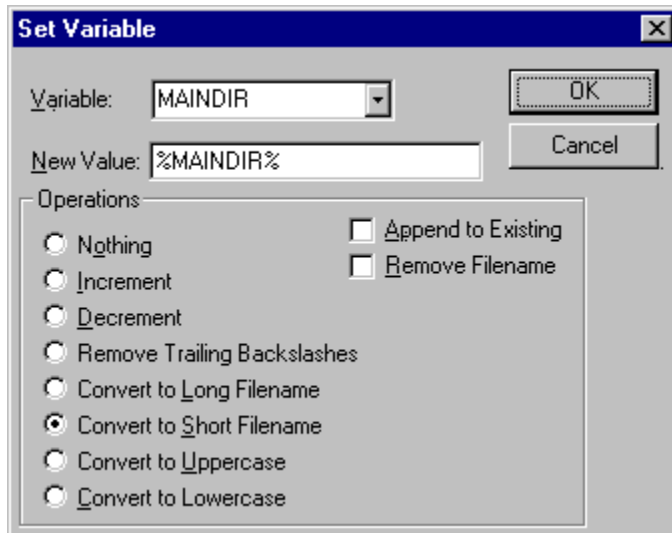 Set Variable
Variable: MAINDIR OK
New Value: %MAINDIR% Cancel
Operations
Nothing Append to Existing
Increment Remove Filename
Decrement
Remove Trailing Backslashes
Convert to Long Filename
Convert to Short Filename
Convert to Uppercase
Convert to Lowercase